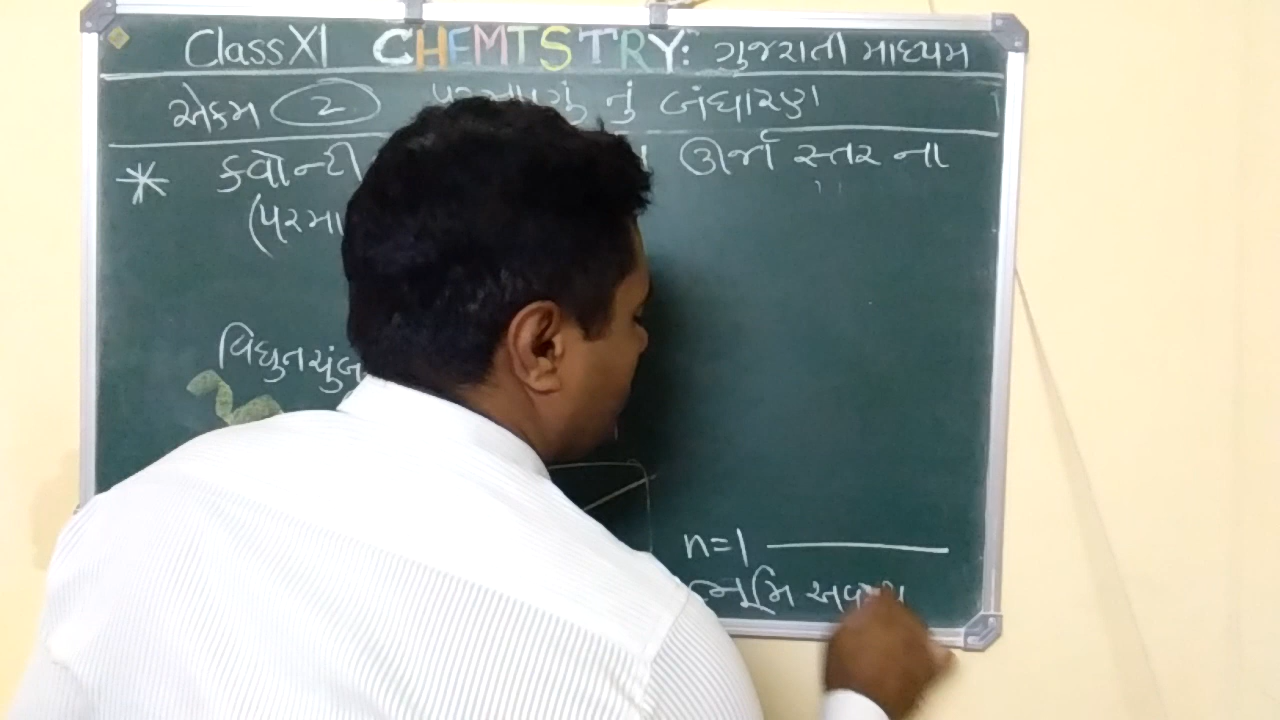 Class XI CHEMISTRY: ગુજરાતી માધ્યમ
એકમ 2 પરમાણુ નું બંધારણ
* ક્વોન્ટી ઊર્જા સ્તર ના
(પરમા
વિદ્યુતચુંબ
n=1
ભૂમિ અવસ્થ